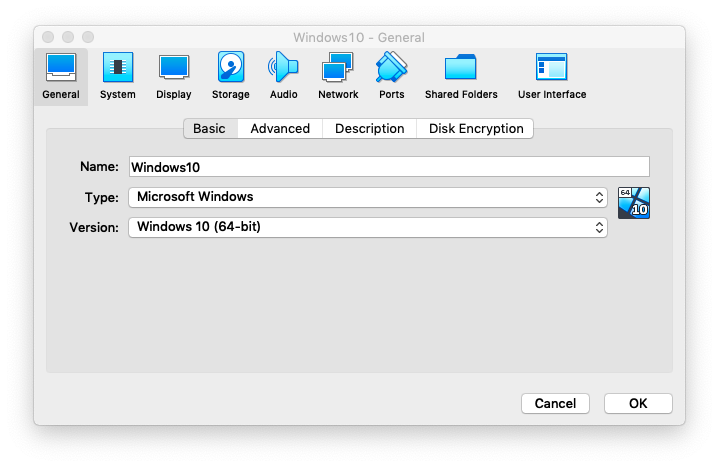 Windows10 - General
General System Display Storage Audio Network Ports Shared Folders User Interface
Basic Advanced Description Disk Encryption
Name: Windows10
Type: Microsoft Windows 64
10
Version: Windows 10 (64-bit)
Cancel OK